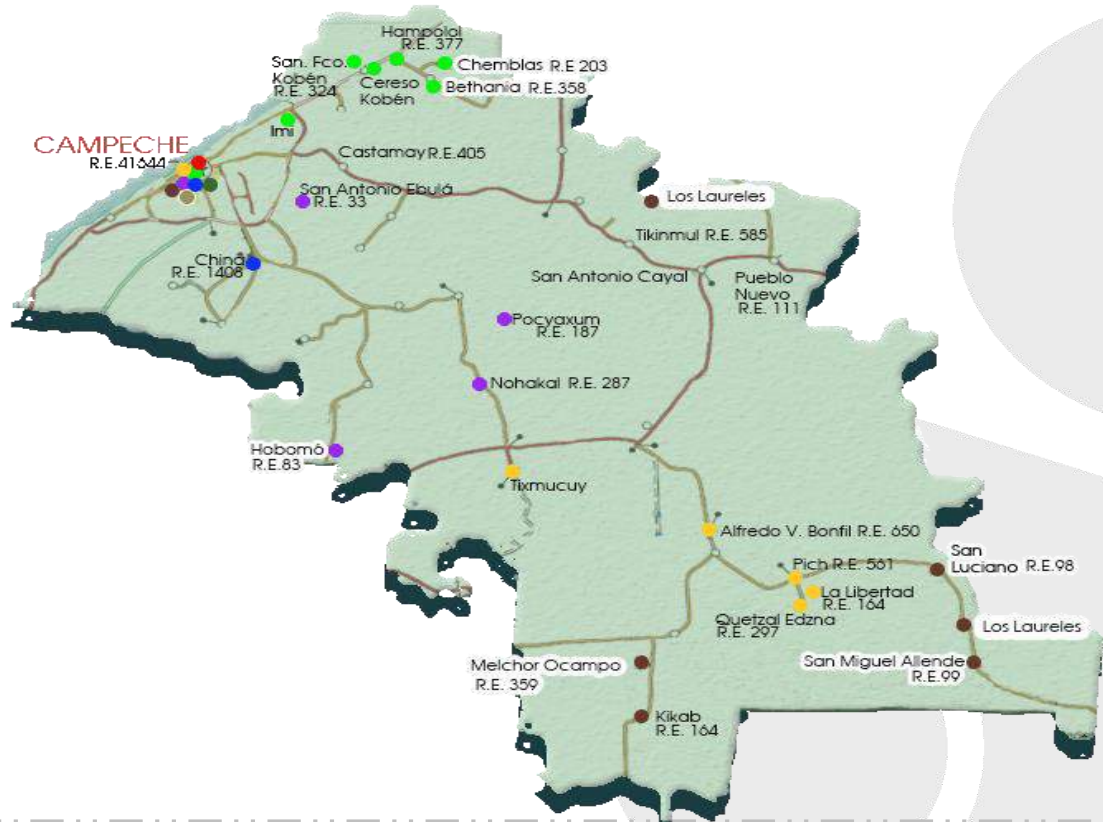 Hampolol
R.E. 377
San. Fco.
Kobén
R.E. 324
Cereso
Kobén
Chemblas R.E 203
Bethania R.E.358
Imi
CAMPECHE
R.E.41644
Castamay R.E.405
San Antonio Ebulá
R.E. 33
Los Laureles
Tikinmul R.E. 585
Chiná
R.E. 1408
San Antonio Cayal
Pueblo
Nuevo
R.E. 111
Pocyaxum
R.E. 187
Nohakal R.E. 287
Hobomó
R.E.83
Tixmucuy
Alfredo V. Bonfil R.E. 650
Pich R.E. 561
San
Luciano R.E.98
La Libertad
R.E. 164
Quetzal Edzna
R.E. 297
Los Laureles
Melchor Ocampo
R.E. 359
San Miguel Allende
R.E.99
Kikab
R.E. 164